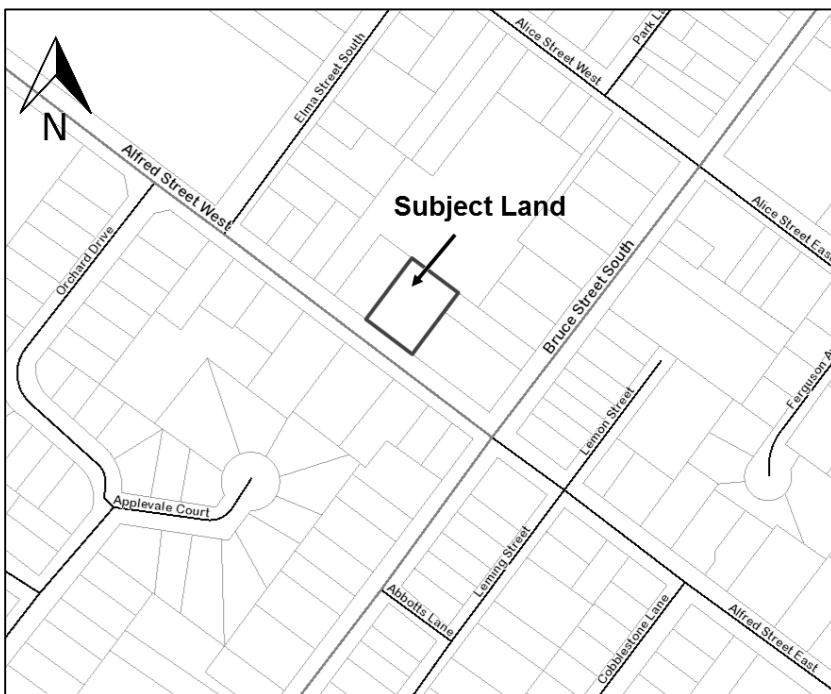 Alice Street West
Park La
Elma Street South
N
Alfred Street West
Subject Land
Alice Street East
Orchard Drive
Bruce Street South
Ferguson Av
Lemon Street
Applevale Court
Leming Street
Abbotts Lane
Cobblestone Lane
Alfred Street East